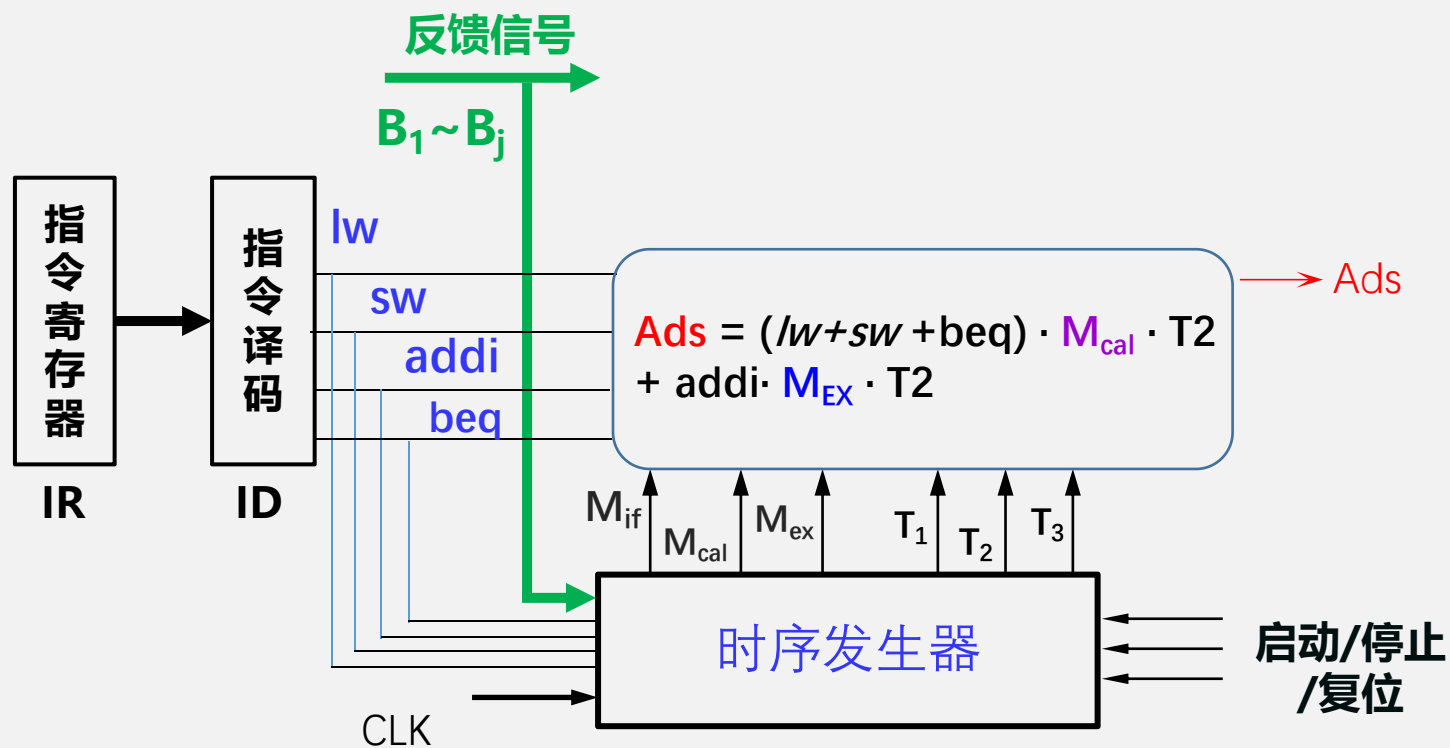 反馈信号
B₁~Bⱼ
指令寄存器
IR
指令译码
ID
lw
sw
addi
beq
Ads = (lw+sw +beq) · Mcal · T2
+ addi· MEX · T2
Ads
Mif
Mcal
Mex
T₁
T₂
T₃
时序发生器
CLK
启动/停止
/复位